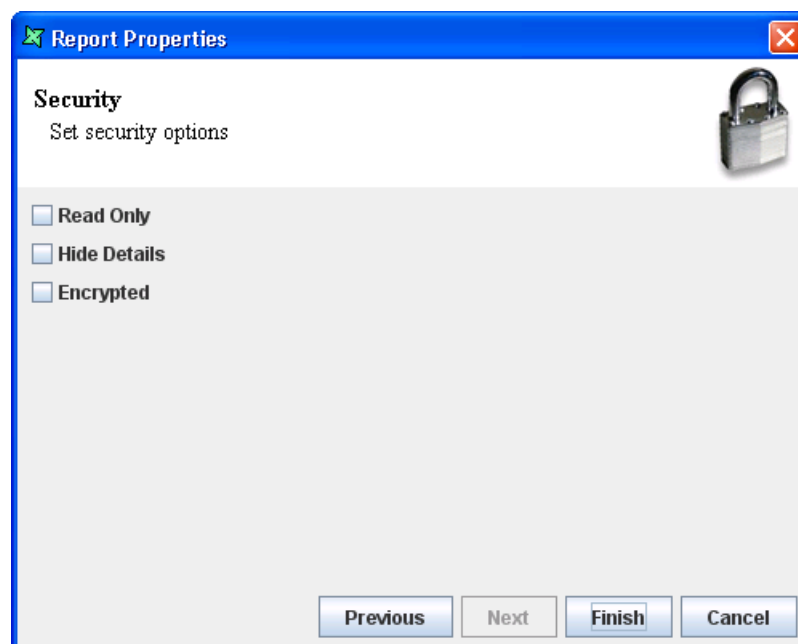 Report Properties
Security
Set security options
Read Only
Hide Details
Encrypted
Previous Next Finish Cancel